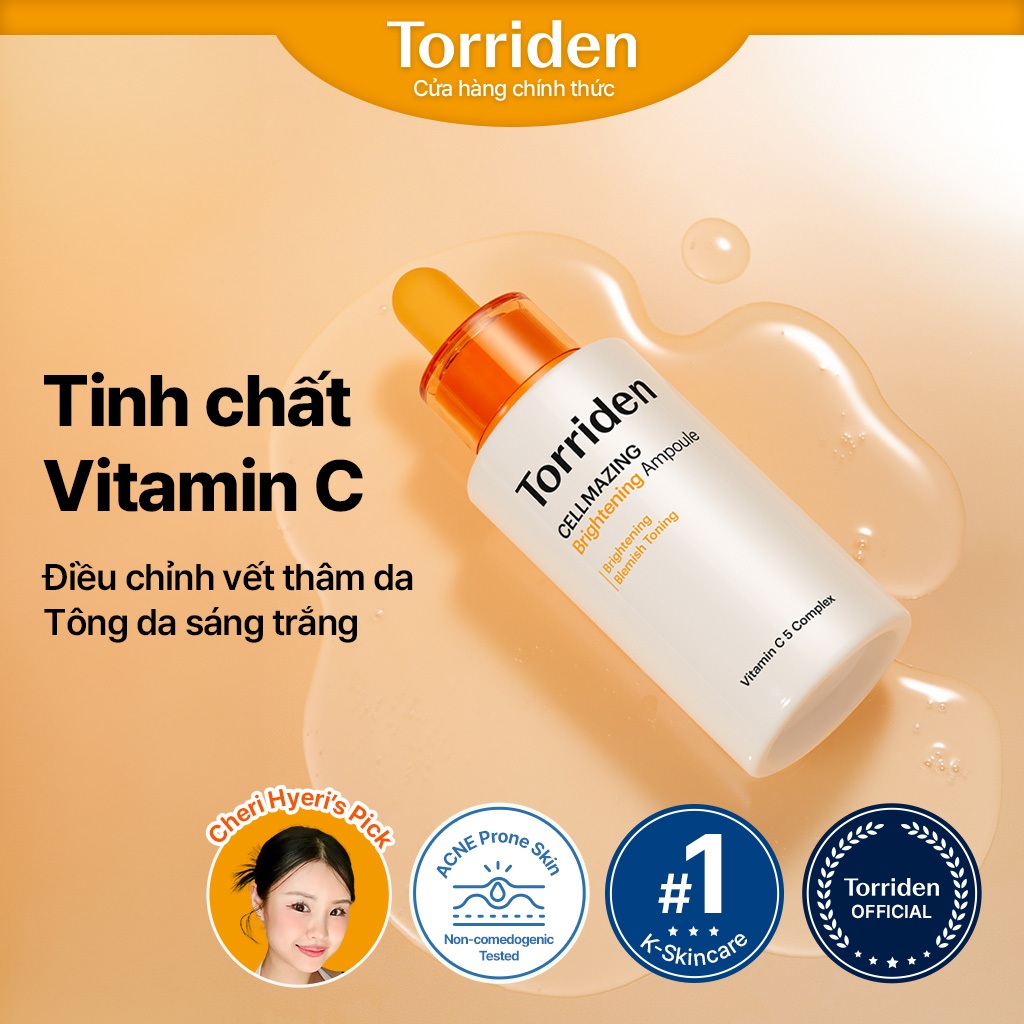 Torriden
Cửa hàng chính thức
Tinh chất
Vitamin C
Điều chỉnh vết thâm da
Tông da sáng trắng
Torriden
CELLMAZING
Brightening Ampoule
Brightening
Blemish Toning
Vitamin C 5 Complex
Cheri Hyeri's Pick
ACNE Prone Skin
Non-comedogenic
Tested
#1
K-Skincare
Torriden
OFFICIAL